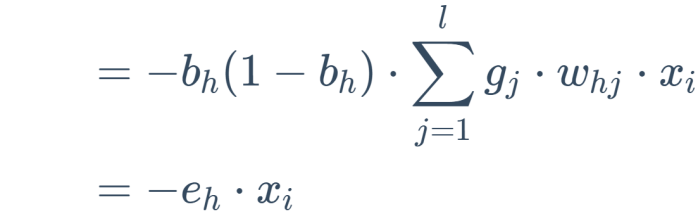 = −b_h(1 − b_h) · ∑_{j=1}^{l} g_j · w_{hj} · x_i
= −e_h · x_i